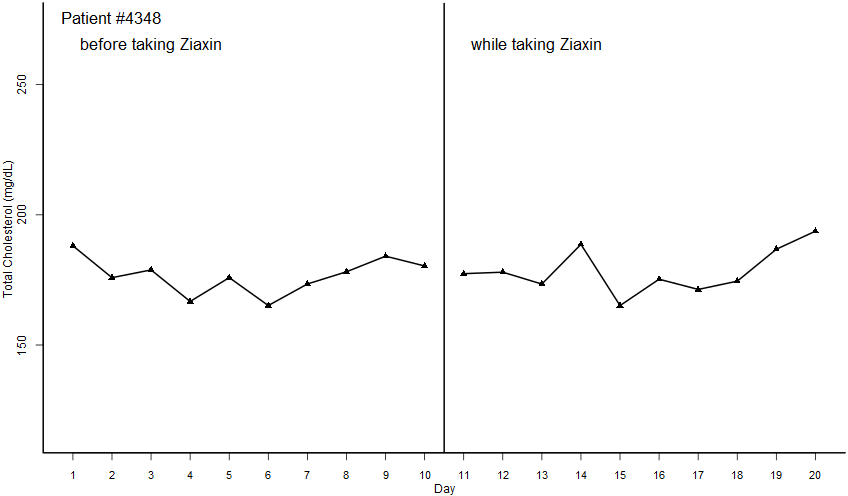 Patient #4348
before taking Ziaxin
while taking Ziaxin
Total Cholesterol (mg/dL)
250
200
150
1 2 3 4 5 6 7 8 9 10 11 12 13 14 15 16 17 18 19 20
Day